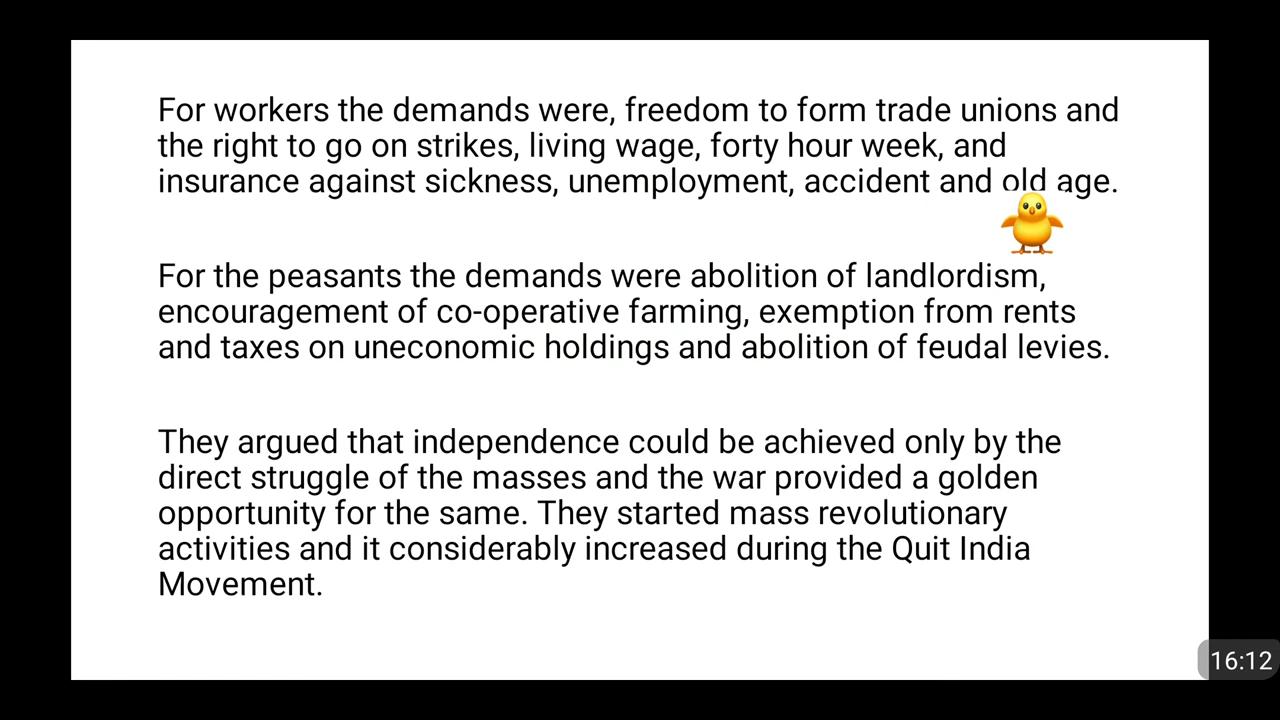 For workers the demands were, freedom to form trade unions and
the right to go on strikes, living wage, forty hour week, and
insurance against sickness, unemployment, accident and old age.
For the peasants the demands were abolition of landlordism,
encouragement of co-operative farming, exemption from rents
and taxes on uneconomic holdings and abolition of feudal levies.
They argued that independence could be achieved only by the
direct struggle of the masses and the war provided a golden
opportunity for the same. They started mass revolutionary
activities and it considerably increased during the Quit India
Movement.
16:12